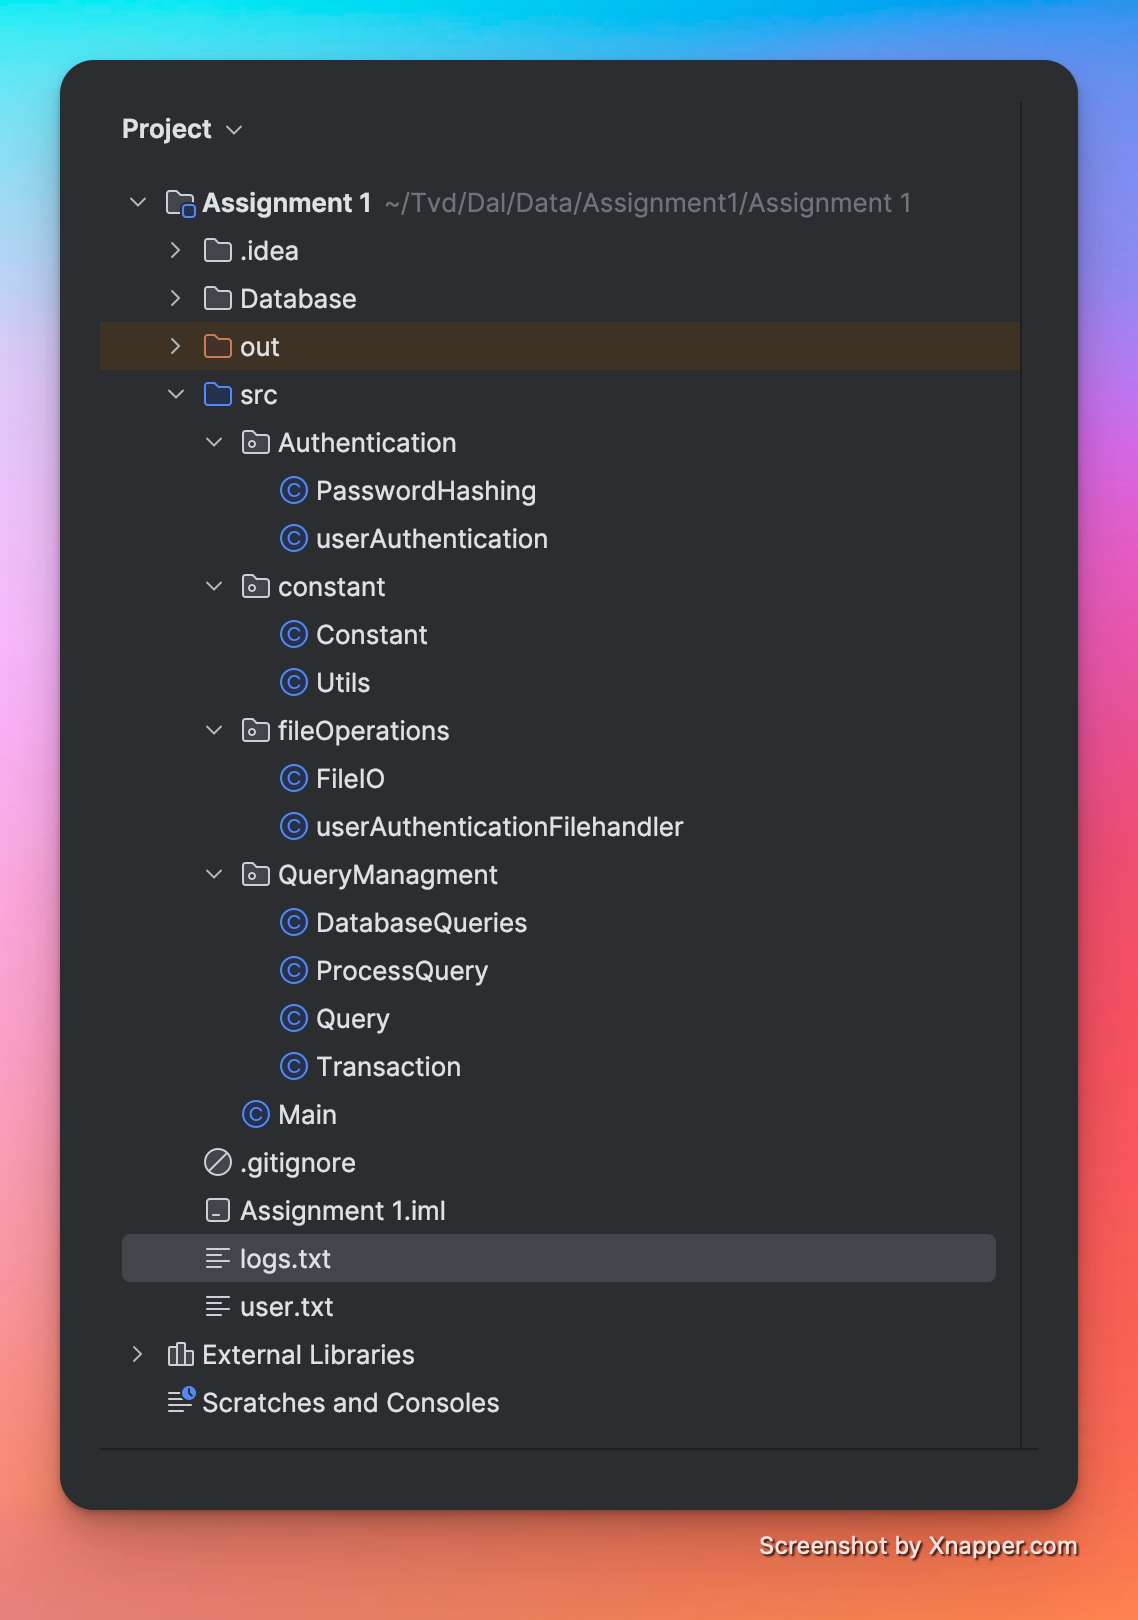 Project
Assignment 1 ~/Tvd/Dal/Data/Assignment1/Assignment 1
.idea
Database
out
src
Authentication
PasswordHashing
userAuthentication
constant
Constant
Utils
fileOperations
FileIO
userAuthenticationFilehandler
QueryManagment
DatabaseQueries
ProcessQuery
Query
Transaction
Main
.gitignore
Assignment 1.iml
logs.txt
user.txt
External Libraries
Scratches and Consoles
Screenshot by Xnapper.com